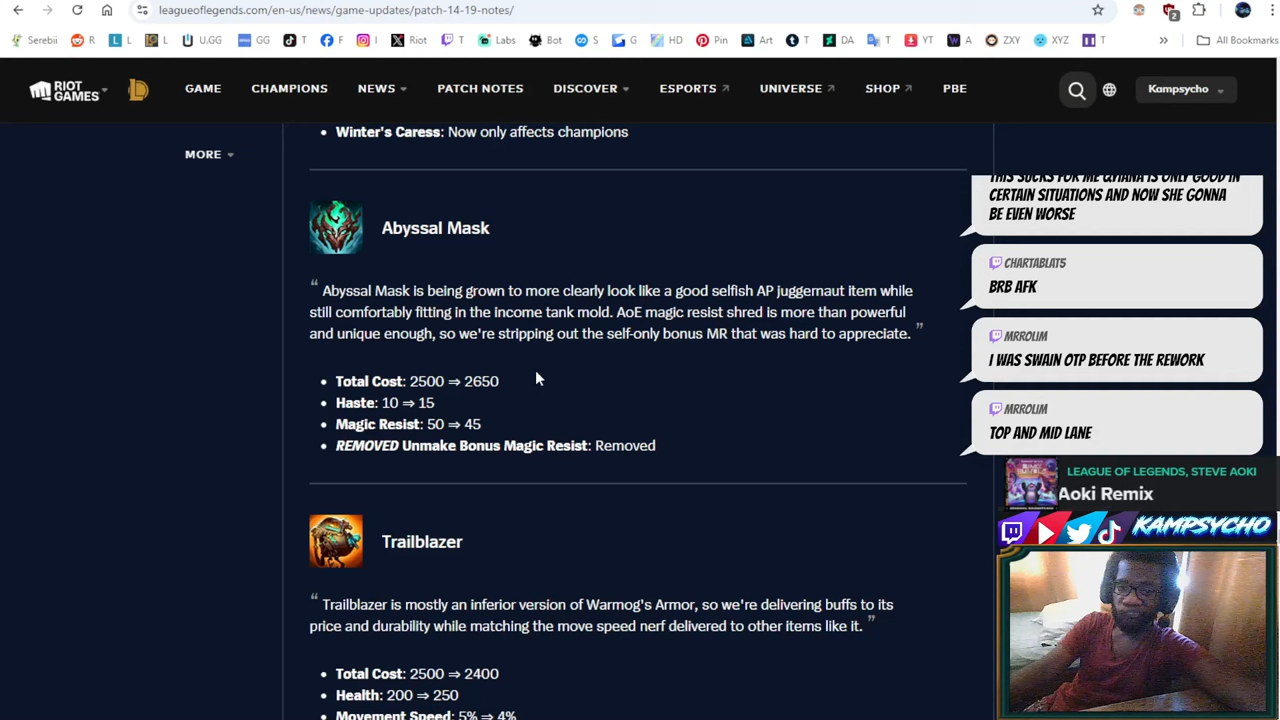 leagueoflegends.com/en-us/news/game-updates/patch-14-19-notes/
2
Serebii R L L U.GG GG T F I Riot T Labs Bot S G HD Pin Art T DA T YT A ZXY XYZ T » All Bookmarks
RIOT GAMES GAME CHAMPIONS NEWS PATCH NOTES DISCOVER ESPORTS UNIVERSE SHOP PBE Kampsycho
MORE
• Winter's Caress: Now only affects champions
Abyssal Mask
“ Abyssal Mask is being grown to more clearly look like a good selfish AP juggernaut item while
still comfortably fitting in the income tank mold. AoE magic resist shred is more than powerful
and unique enough, so we're stripping out the self-only bonus MR that was hard to appreciate. ”
• Total Cost: 2500 ⇒ 2650
• Haste: 10 ⇒ 15
• Magic Resist: 50 ⇒ 45
• REMOVED Unmake Bonus Magic Resist: Removed
Trailblazer
“ Trailblazer is mostly an inferior version of Warmog's Armor, so we're delivering buffs to its
price and durability while matching the move speed nerf delivered to other items like it. ”
• Total Cost: 2500 ⇒ 2400
• Health: 200 ⇒ 250
• Movement Speed: 5% ⇒ 4%
THIS SUCKS FOR ME QIYANA IS ONLY GOOD IN
CERTAIN SITUATIONS AND NOW SHE GONNA
BE EVEN WORSE
CHARTABLAT5
BRB AFK
MRROLIM
I WAS SWAIN OTP BEFORE THE REWORK
MRROLIM
TOP AND MID LANE
LEAGUE OF LEGENDS, STEVE AOKI
Aoki Remix
KAMPSYCHO